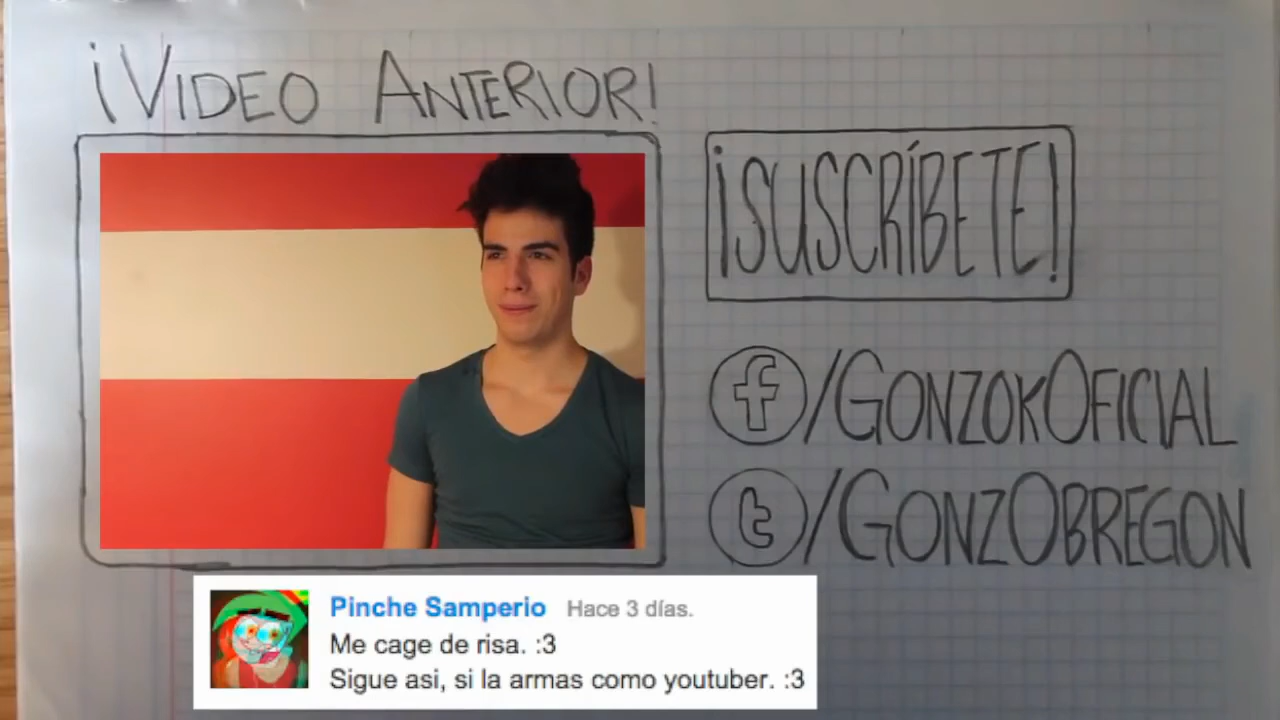 ¡VIDEO ANTERIOR!
¡SUSCRÍBETE!
f/GONZOKOFICIAL
t/GONZOBREGON
Pinche Samperio Hace 3 días.
Me cage de risa. :3
Sigue asi, si la armas como youtuber. :3